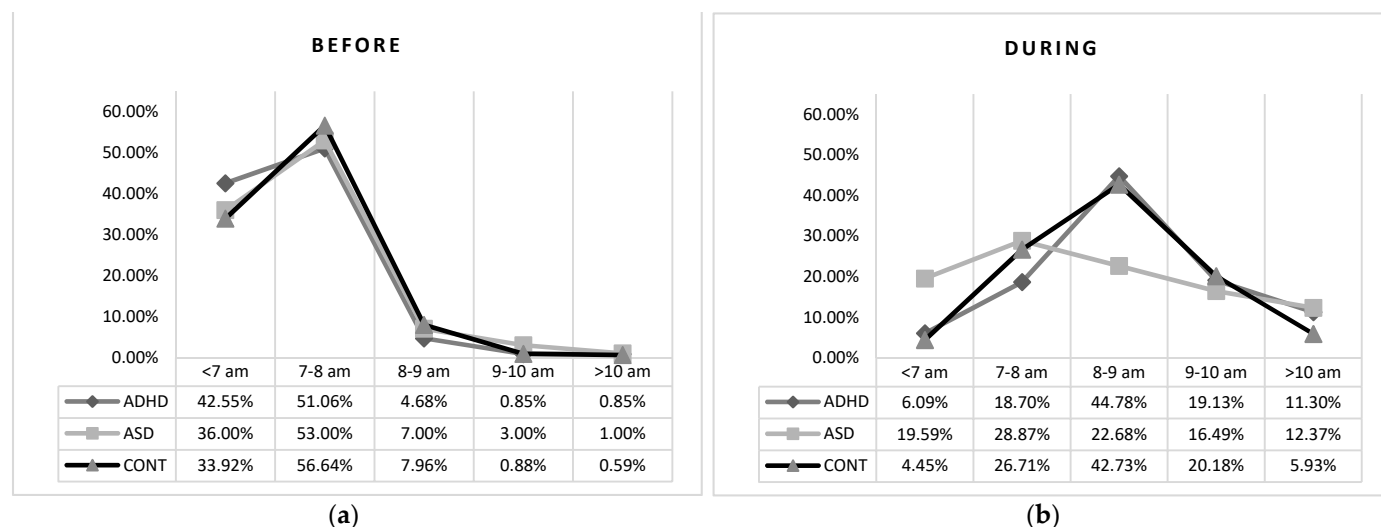 BEFORE
60.00%
50.00%
40.00%
30.00%
20.00%
10.00%
0.00%
<7 am 7-8 am 8-9 am 9-10 am >10 am
ADHD 42.55% 51.06% 4.68% 0.85% 0.85%
ASD 36.00% 53.00% 7.00% 3.00% 1.00%
CONT 33.92% 56.64% 7.96% 0.88% 0.59%
(a)
DURING
60.00%
50.00%
40.00%
30.00%
20.00%
10.00%
0.00%
<7 am 7-8 am 8-9 am 9-10 am >10 am
ADHD 6.09% 18.70% 44.78% 19.13% 11.30%
ASD 19.59% 28.87% 22.68% 16.49% 12.37%
CONT 4.45% 26.71% 42.73% 20.18% 5.93%
(b)